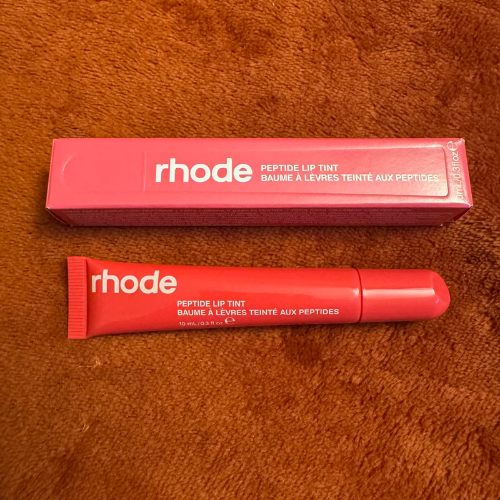 rhode
PEPTIDE LIP TINT
BAUME À LÈVRES TEINTÉ AUX PEPTIDES
rhode
PEPTIDE LIP TINT
BAUME À LÈVRES TEINTÉ AUX PEPTIDES
10 mL / 0.3 fl oz ℮